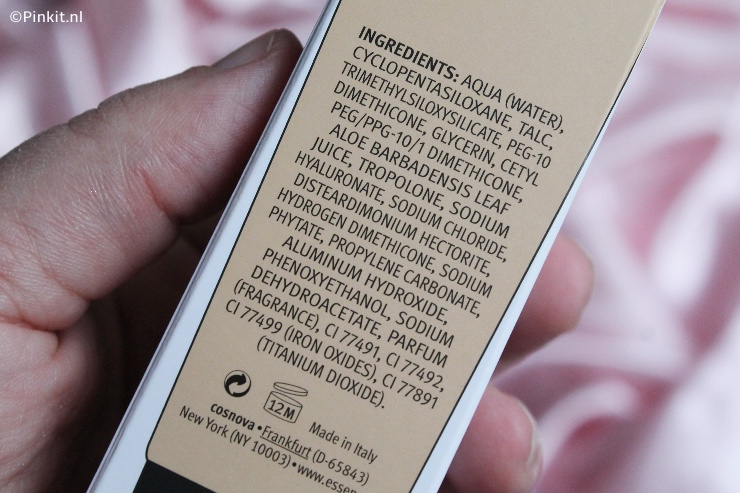 ©Pinkit.nl
INGREDIENTS: AQUA (WATER),
CYCLOPENTASILOXANE, TALC,
TRIMETHYLSILOXYSILICATE, PEG-10
DIMETHICONE, GLYCERIN, CETYL
PEG/PPG-10/1 DIMETHICONE,
ALOE BARBADENSIS LEAF
JUICE, TROPOLONE, SODIUM
HYALURONATE, SODIUM CHLORIDE,
DISTEARDIMONIUM HECTORITE,
HYDROGEN DIMETHICONE, SODIUM
PHYTATE, PROPYLENE CARBONATE,
ALUMINUM HYDROXIDE,
PHENOXYETHANOL, SODIUM
DEHYDROACETATE, PARFUM
(FRAGRANCE), CI 77491, CI 77492,
CI 77499 (IRON OXIDES), CI 77891
(TITANIUM DIOXIDE).
12M
Made in Italy
cosnova • Frankfurt (D-65843)
New York (NY 10003) • www.essen